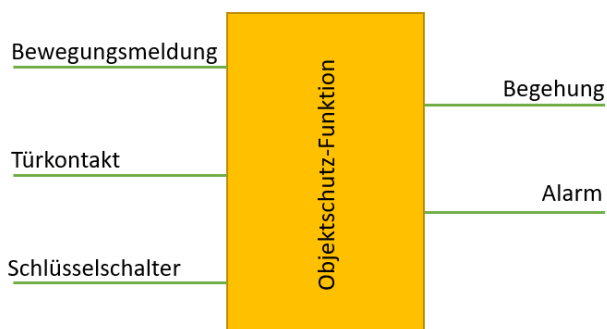 Bewegungsmeldung
Türkontakt
Schlüsselschalter
Objektschutz-Funktion
Begehung
Alarm